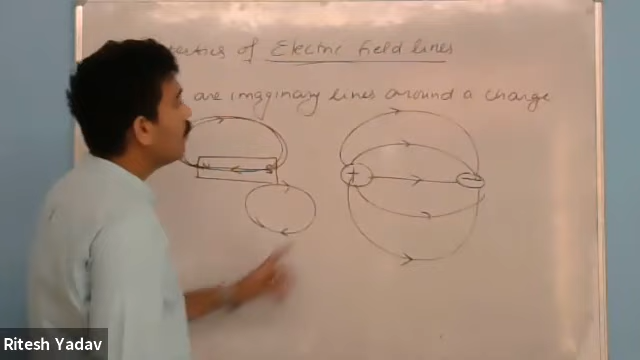 of Electric Field lines
are imaginary lines around a charge
+
−
Ritesh Yadav